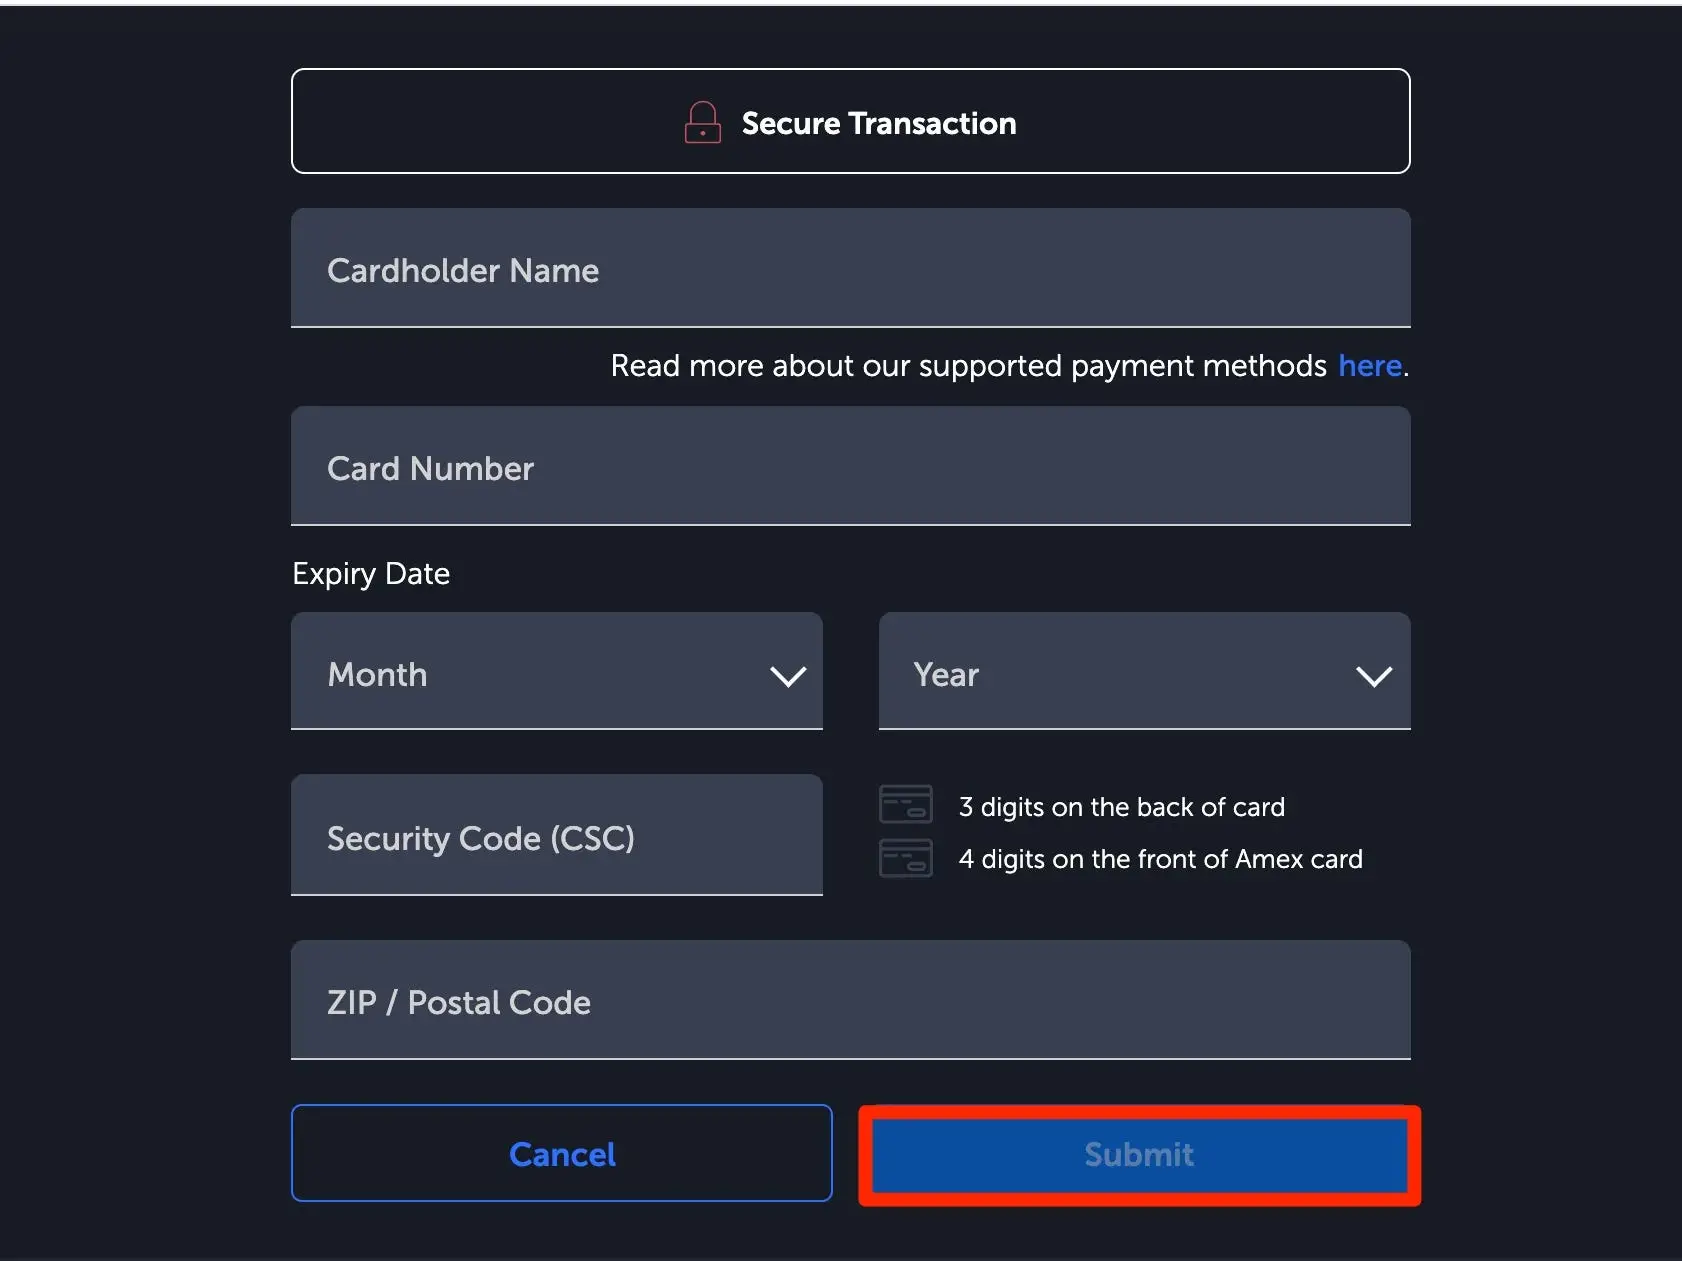 Secure Transaction
Cardholder Name
Read more about our supported payment methods here.
Card Number
Expiry Date
Month
Year
Security Code (CSC)
3 digits on the back of card
4 digits on the front of Amex card
ZIP / Postal Code
Cancel
Submit